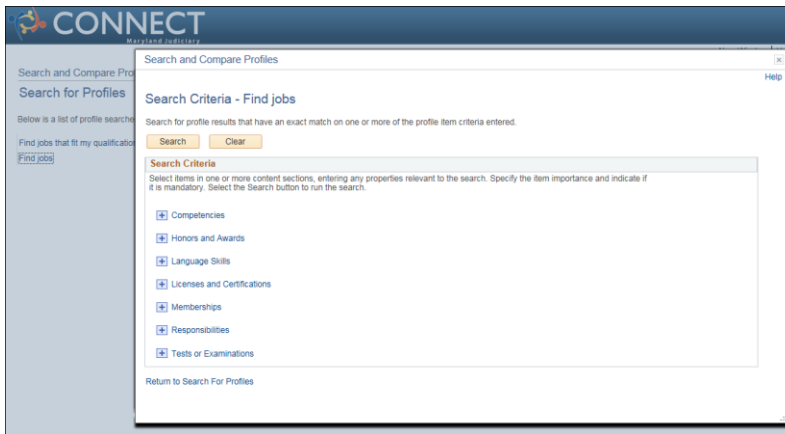 CONNECT
Maryland Judiciary
Search and Compare Pro
Search for Profiles
Below is a list of profile searche
Find jobs that fit my qualification
Find jobs
Search and Compare Profiles
Help
Search Criteria - Find jobs
Search for profile results that have an exact match on one or more of the profile item criteria entered.
Search Clear
Search Criteria
Select items in one or more content sections, entering any properties relevant to the search. Specify the item importance and indicate if
it is mandatory. Select the Search button to run the search.
Competencies
Honors and Awards
Language Skills
Licenses and Certifications
Memberships
Responsibilities
Tests or Examinations
Return to Search For Profiles